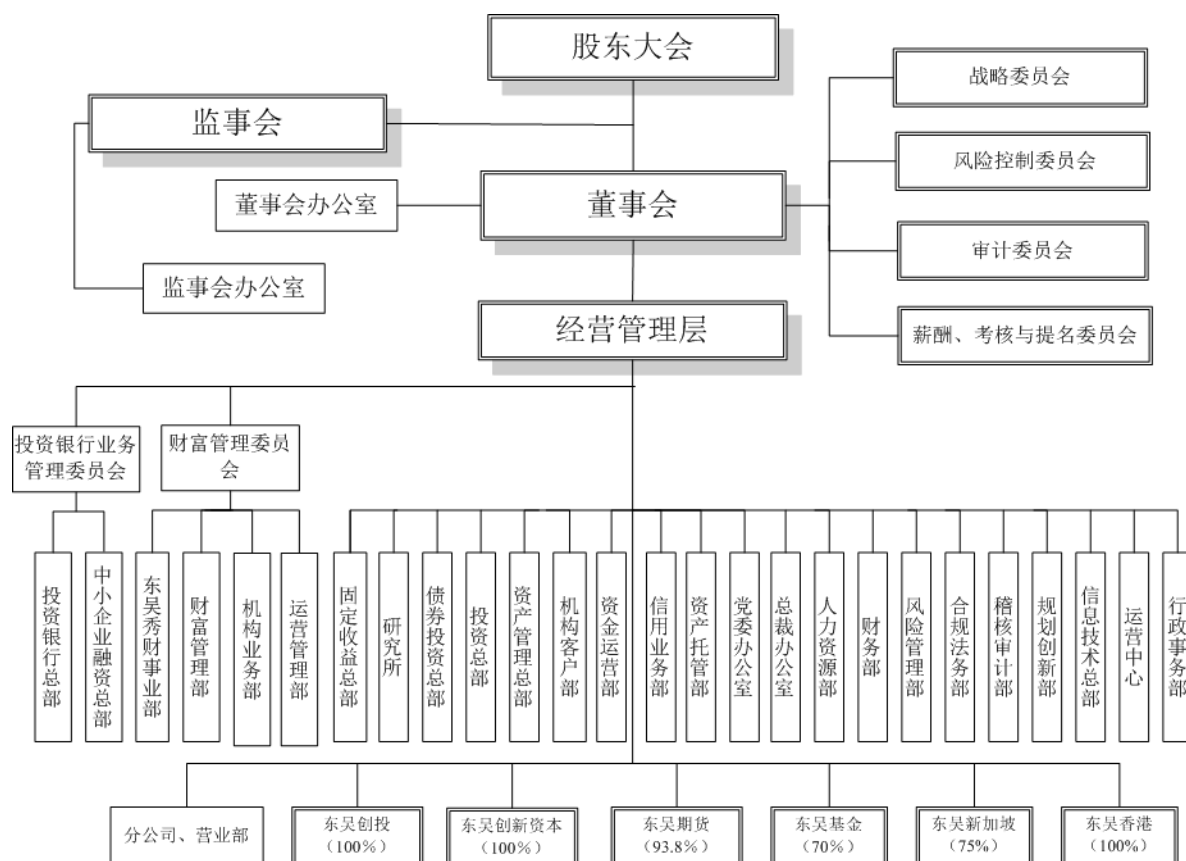 股东大会
战略委员会
监事会
风险控制委员会
董事会办公室
董事会
审计委员会
监事会办公室
经营管理层
薪酬、考核与提名委员会
投资银行业务
管理委员会
财富管理委员
会
投资银行总部
中小企业融资总部
东吴秀财事业部
财富管理部
机构业务部
运营管理部
固定收益总部
研究所
债券投资总部
投资总部
资产管理总部
机构客户部
资金运营部
信用业务部
资产托管部
党委办公室
总裁办公室
人力资源部
财务部
风险管理部
合规法务部
稽核审计部
规划创新部
信息技术总部
运营中心
行政事务部
分公司、营业部
东吴创投
（100%）
东吴创新资本
（100%）
东吴期货
（93.8%）
东吴基金
（70%）
东吴新加坡
（75%）
东吴香港
（100%）